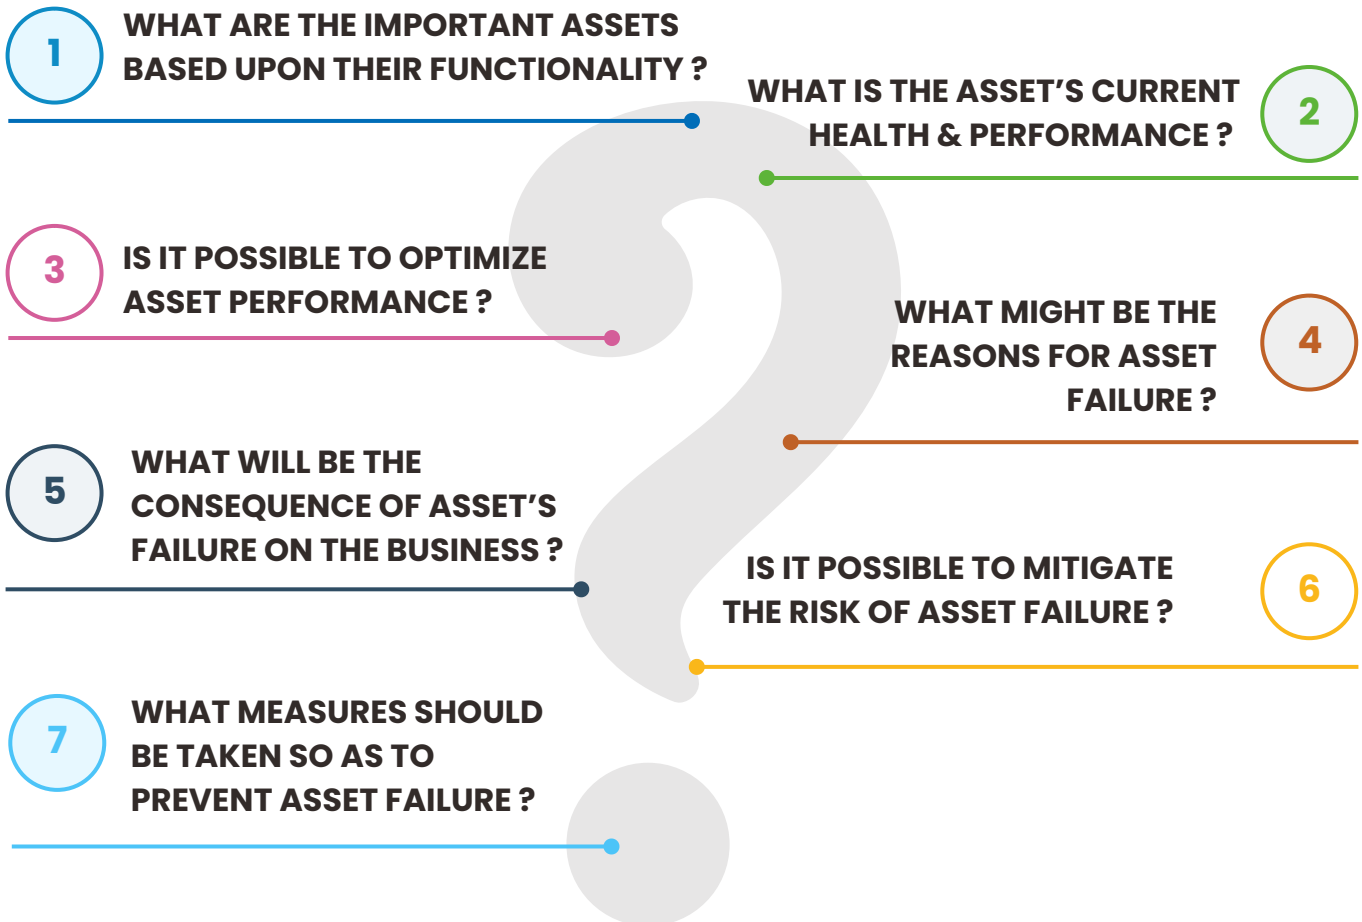 1
WHAT ARE THE IMPORTANT ASSETS
BASED UPON THEIR FUNCTIONALITY ?
WHAT IS THE ASSET’S CURRENT
HEALTH & PERFORMANCE ?
2
3
IS IT POSSIBLE TO OPTIMIZE
ASSET PERFORMANCE ?
WHAT MIGHT BE THE
REASONS FOR ASSET
FAILURE ?
4
5
WHAT WILL BE THE
CONSEQUENCE OF ASSET’S
FAILURE ON THE BUSINESS ?
IS IT POSSIBLE TO MITIGATE
THE RISK OF ASSET FAILURE ?
6
7
WHAT MEASURES SHOULD
BE TAKEN SO AS TO
PREVENT ASSET FAILURE ?